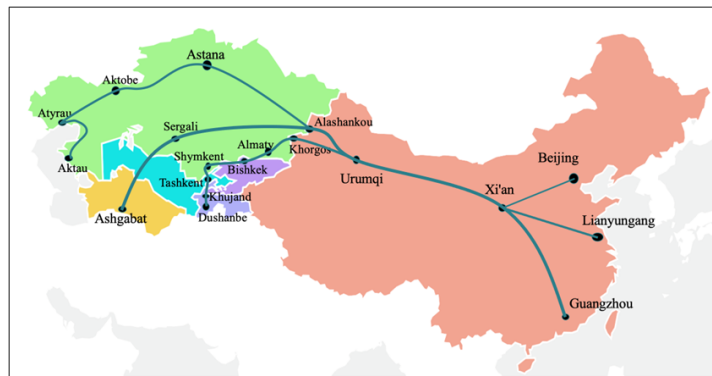 Astana
Aktobe
Atyrau
Sergali
Alashankou
Aktau
Shymkent
Almaty
Khorgos
Bishkek
Urumqi
Beijing
Tashkent
Xi'an
Khujand
Ashgabat
Dushanbe
Lianyungang
Guangzhou